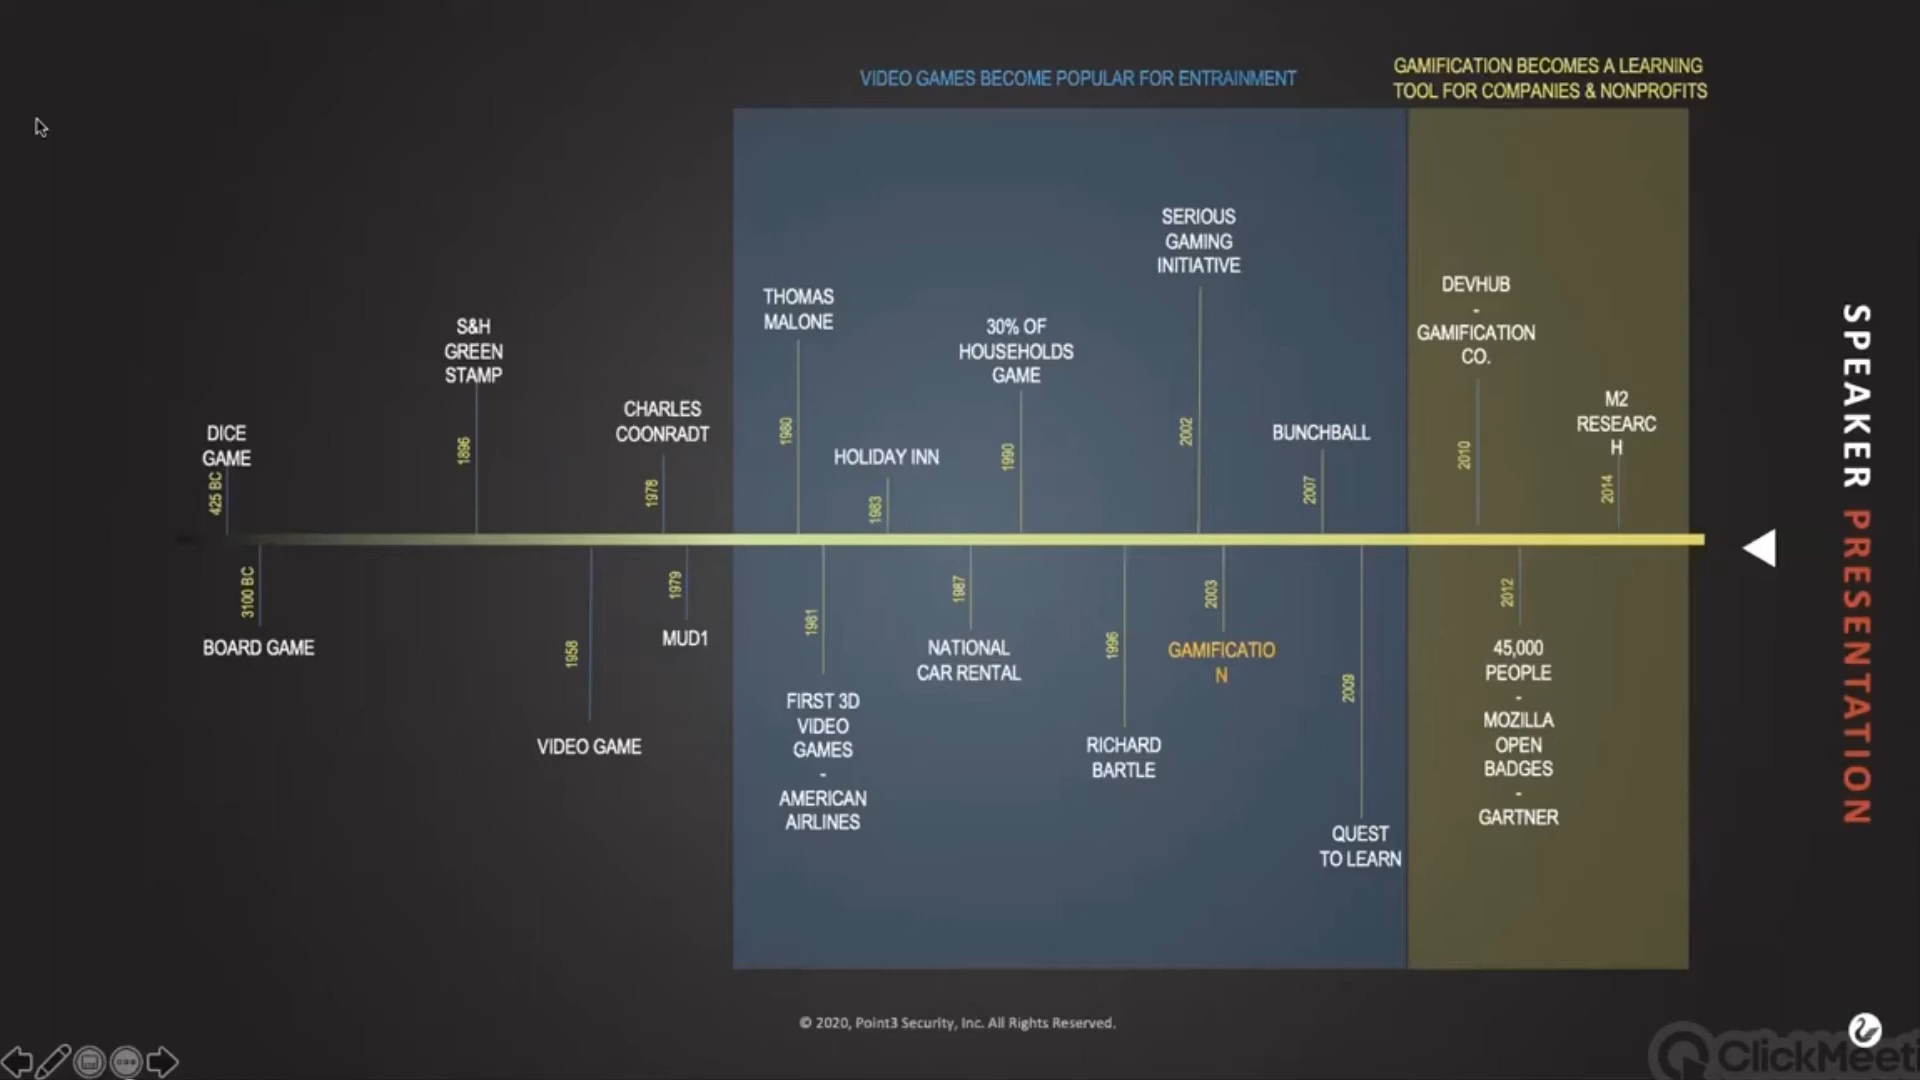 VIDEO GAMES BECOME POPULAR FOR ENTRAINMENT
GAMIFICATION BECOMES A LEARNING
TOOL FOR COMPANIES & NONPROFITS
DICE
GAME
425 BC
3100 BC
BOARD GAME
S&H
GREEN
STAMP
1896
1958
VIDEO GAME
CHARLES
COONRADT
1978
1979
MUD1
THOMAS
MALONE
1980
1981
FIRST 3D
VIDEO
GAMES
-
AMERICAN
AIRLINES
HOLIDAY INN
1983
1987
NATIONAL
CAR RENTAL
30% OF
HOUSEHOLDS
GAME
1990
1996
RICHARD
BARTLE
SERIOUS
GAMING
INITIATIVE
2002
2003
GAMIFICATIO
N
BUNCHBALL
2007
2009
QUEST
TO LEARN
DEVHUB
-
GAMIFICATION
CO.
2010
2012
45,000
PEOPLE
-
MOZILLA
OPEN
BADGES
-
GARTNER
M2
RESEARC
H
2014
SPEAKER PRESENTATION
© 2020, Point3 Security, Inc. All Rights Reserved.
ClickMeeti